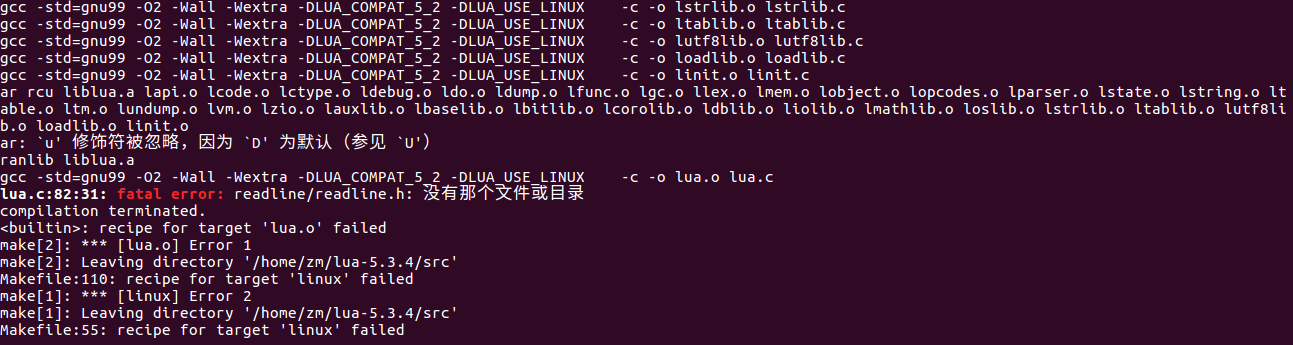 gcc -std=gnu99 -O2 -Wall -Wextra -DLUA_COMPAT_5_2 -DLUA_USE_LINUX    -c -o lstrlib.o lstrlib.c
gcc -std=gnu99 -O2 -Wall -Wextra -DLUA_COMPAT_5_2 -DLUA_USE_LINUX    -c -o ltablib.o ltablib.c
gcc -std=gnu99 -O2 -Wall -Wextra -DLUA_COMPAT_5_2 -DLUA_USE_LINUX    -c -o lutf8lib.o lutf8lib.c
gcc -std=gnu99 -O2 -Wall -Wextra -DLUA_COMPAT_5_2 -DLUA_USE_LINUX    -c -o loadlib.o loadlib.c
gcc -std=gnu99 -O2 -Wall -Wextra -DLUA_COMPAT_5_2 -DLUA_USE_LINUX    -c -o linit.o linit.c
ar rcu liblua.a lapi.o lcode.o lctype.o ldebug.o ldo.o ldump.o lfunc.o lgc.o llex.o lmem.o lobject.o lopcodes.o lparser.o lstate.o lstring.o lt
able.o ltm.o lundump.o lvm.o lzio.o lauxlib.o lbaselib.o lbitlib.o lcorolib.o ldblib.o liolib.o lmathlib.o loslib.o lstrlib.o ltablib.o lutf8li
b.o loadlib.o linit.o
ar: `u' 修饰符被忽略，因为 `D' 为默认（参见 `U'）
ranlib liblua.a
gcc -std=gnu99 -O2 -Wall -Wextra -DLUA_COMPAT_5_2 -DLUA_USE_LINUX    -c -o lua.o lua.c
lua.c:82:31: fatal error: readline/readline.h: 没有那个文件或目录
compilation terminated.
<builtin>: recipe for target 'lua.o' failed
make[2]: *** [lua.o] Error 1
make[2]: Leaving directory '/home/zm/lua-5.3.4/src'
Makefile:110: recipe for target 'linux' failed
make[1]: *** [linux] Error 2
make[1]: Leaving directory '/home/zm/lua-5.3.4/src'
Makefile:55: recipe for target 'linux' failed